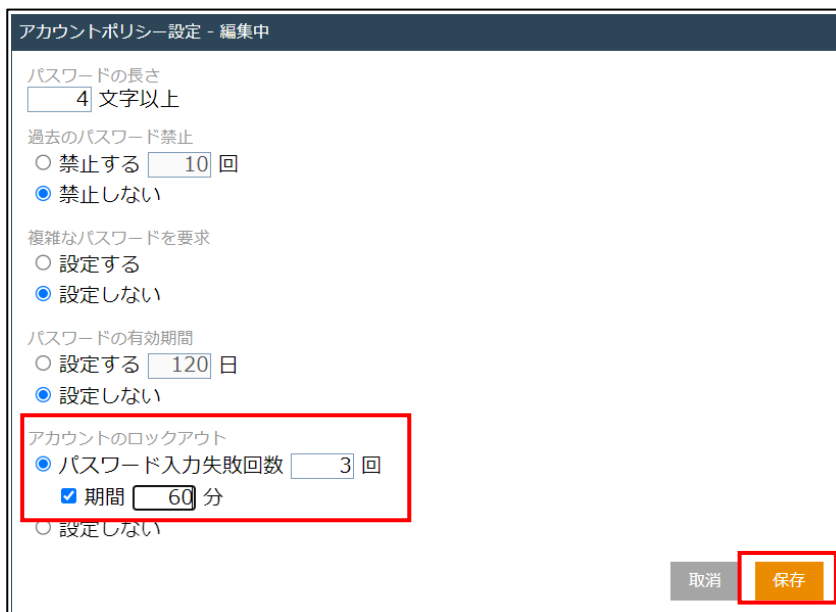 アカウントポリシー設定 - 編集中
パスワードの長さ
4 文字以上
過去のパスワード禁止
禁止する 10 回
禁止しない
複雑なパスワードを要求
設定する
設定しない
パスワードの有効期間
設定する 120 日
設定しない
アカウントのロックアウト
パスワード入力失敗回数 3 回
期間 60 分
設定しない
取消 保存